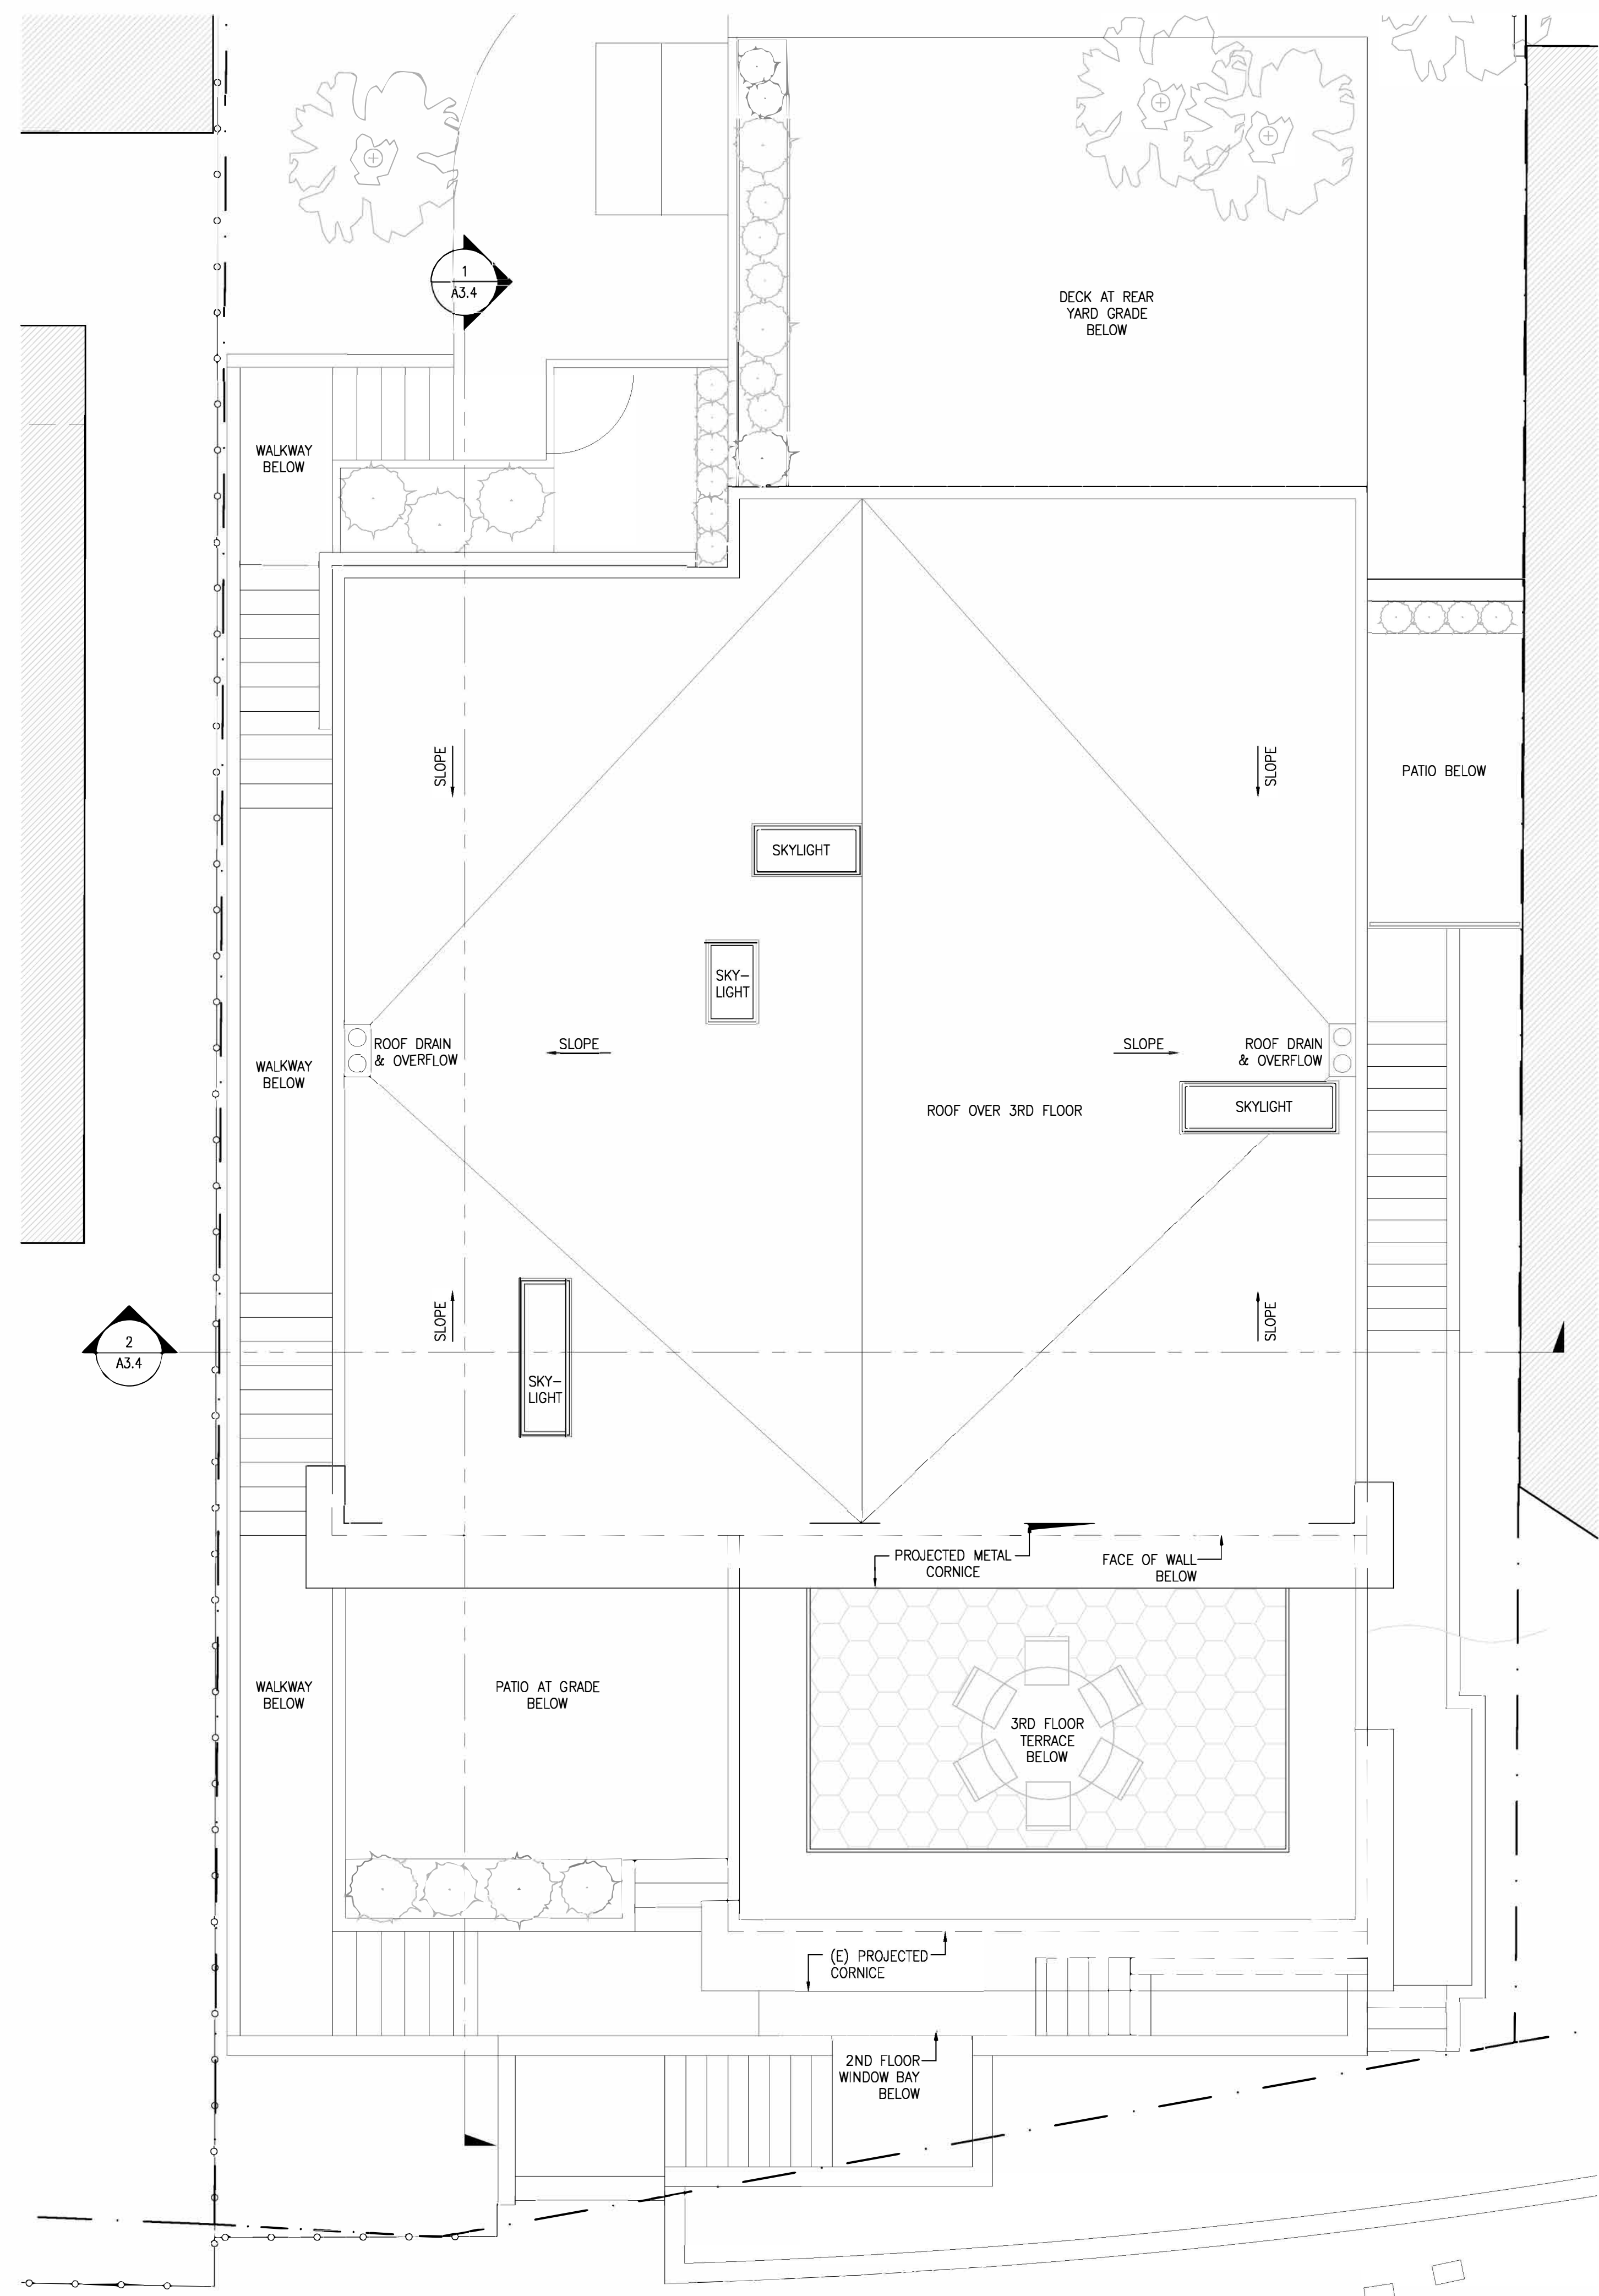 1
A3.4
DECK AT REAR
YARD GRADE
BELOW
WALKWAY
BELOW
SLOPE
SLOPE
PATIO BELOW
SKYLIGHT
SKY-
LIGHT
ROOF DRAIN
& OVERFLOW
SLOPE
SLOPE
ROOF DRAIN
& OVERFLOW
WALKWAY
BELOW
ROOF OVER 3RD FLOOR
SKYLIGHT
SLOPE
SLOPE
2
A3.4
SKY-
LIGHT
PROJECTED METAL
CORNICE
FACE OF WALL
BELOW
WALKWAY
BELOW
PATIO AT GRADE
BELOW
3RD FLOOR
TERRACE
BELOW
(E) PROJECTED
CORNICE
2ND FLOOR
WINDOW BAY
BELOW